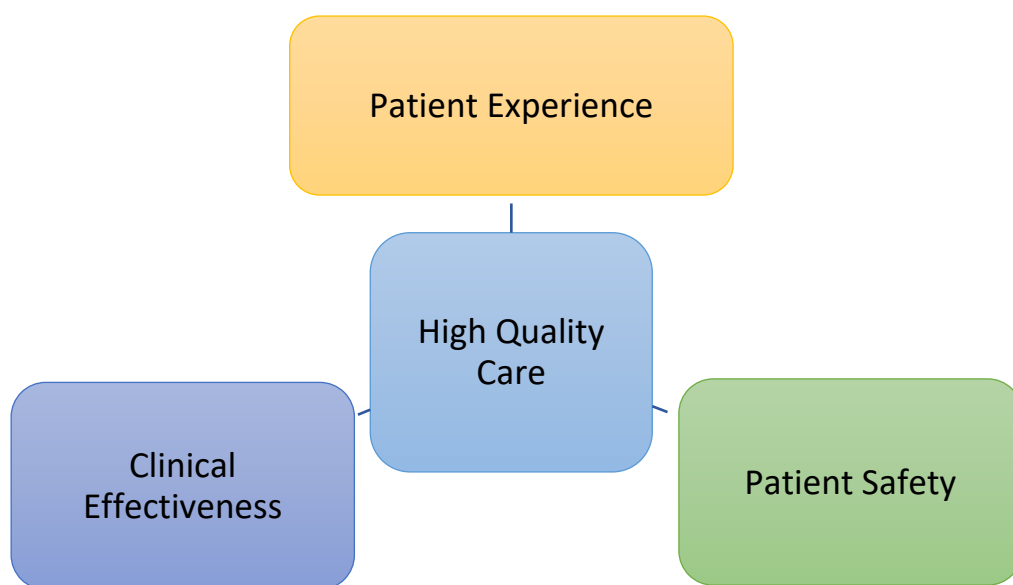 Patient Experience
High Quality
Care
Clinical
Effectiveness
Patient Safety